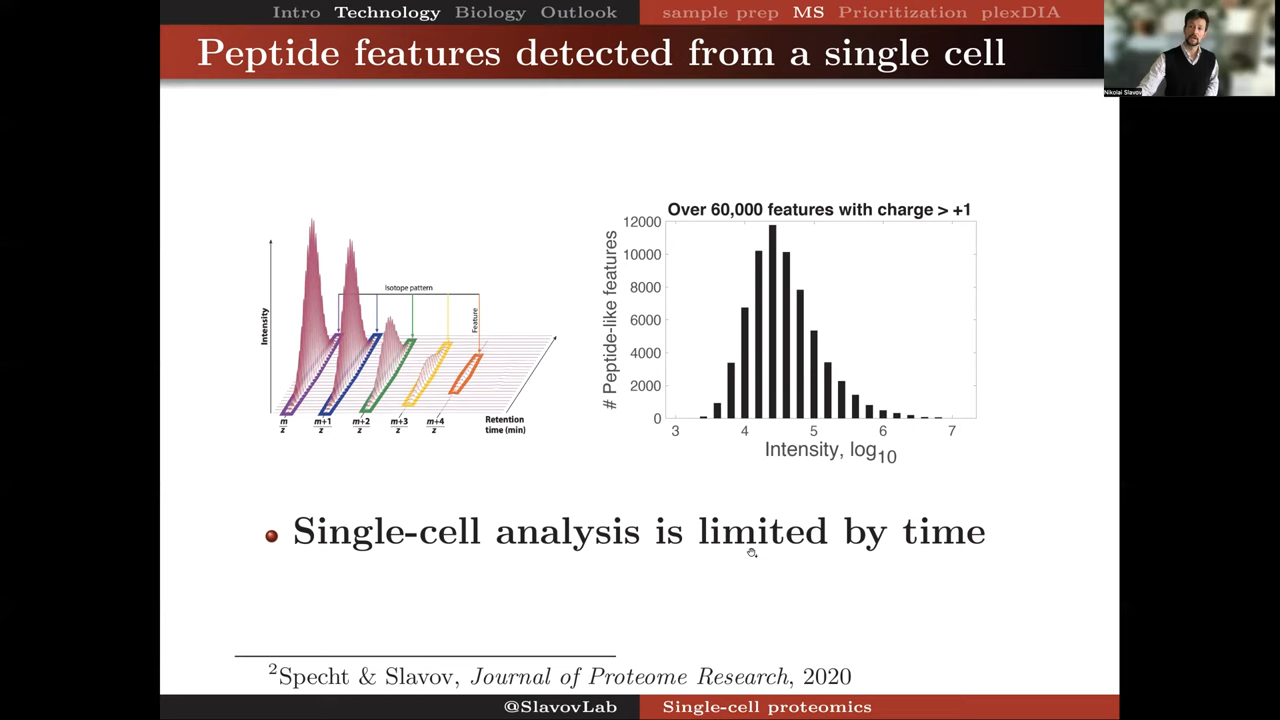 Intro Technology Biology Outlook sample prep MS Prioritization plexDIA
Peptide features detected from a single cell
Nikolai Slavov
Intensity
Isotope pattern
Feature
m/z m+1/z m+2/z m+3/z m+4/z
Retention time (min)
Over 60,000 features with charge > +1
# Peptide-like features
12000
10000
8000
6000
4000
2000
0
3 4 5 6 7
Intensity, log10
Single-cell analysis is limited by time
2Specht & Slavov, Journal of Proteome Research, 2020
@SlavovLab Single-cell proteomics